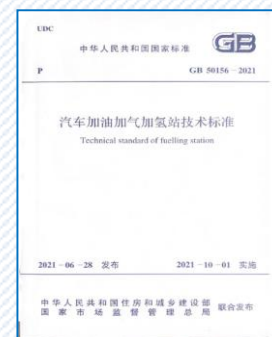 UDC
中华人民共和国国家标准
GB
P
GB 50156-2021
汽车加油加气加氢站技术标准
Technical standard of fuelling station
2021-06-28 发布
2021-10-01 实施
中华人民共和国住房和城乡建设部
国家市场监督管理总局
联合发布